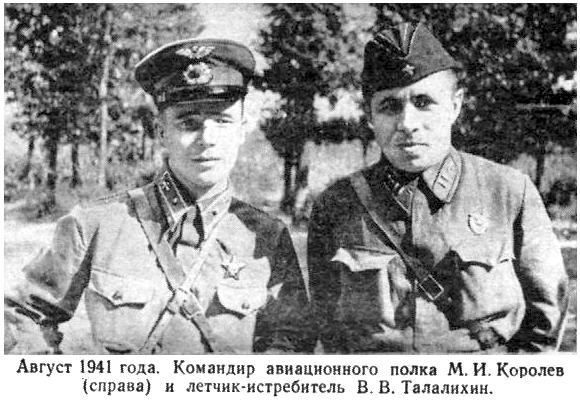 Август 1941 года. Командир авиационного полка М. И. Королев
(справа) и летчик-истребитель В. В. Талалихин.